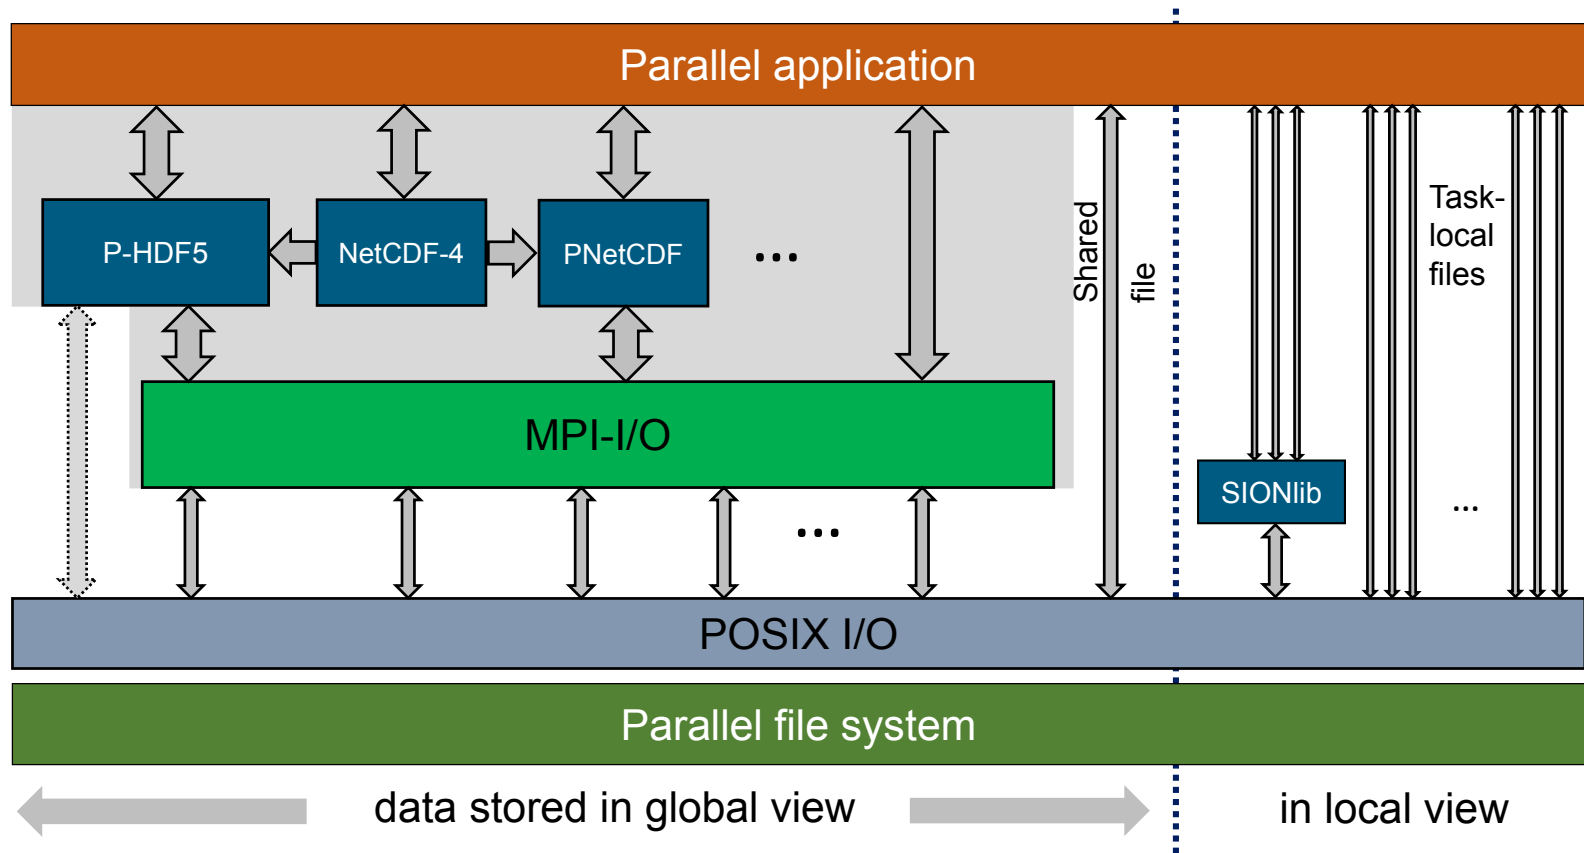 Parallel application
P-HDF5
NetCDF-4
PNetCDF
...
Shared
file
Task-
local
files
MPI-I/O
SIONlib
...
...
POSIX I/O
Parallel file system
data stored in global view
in local view